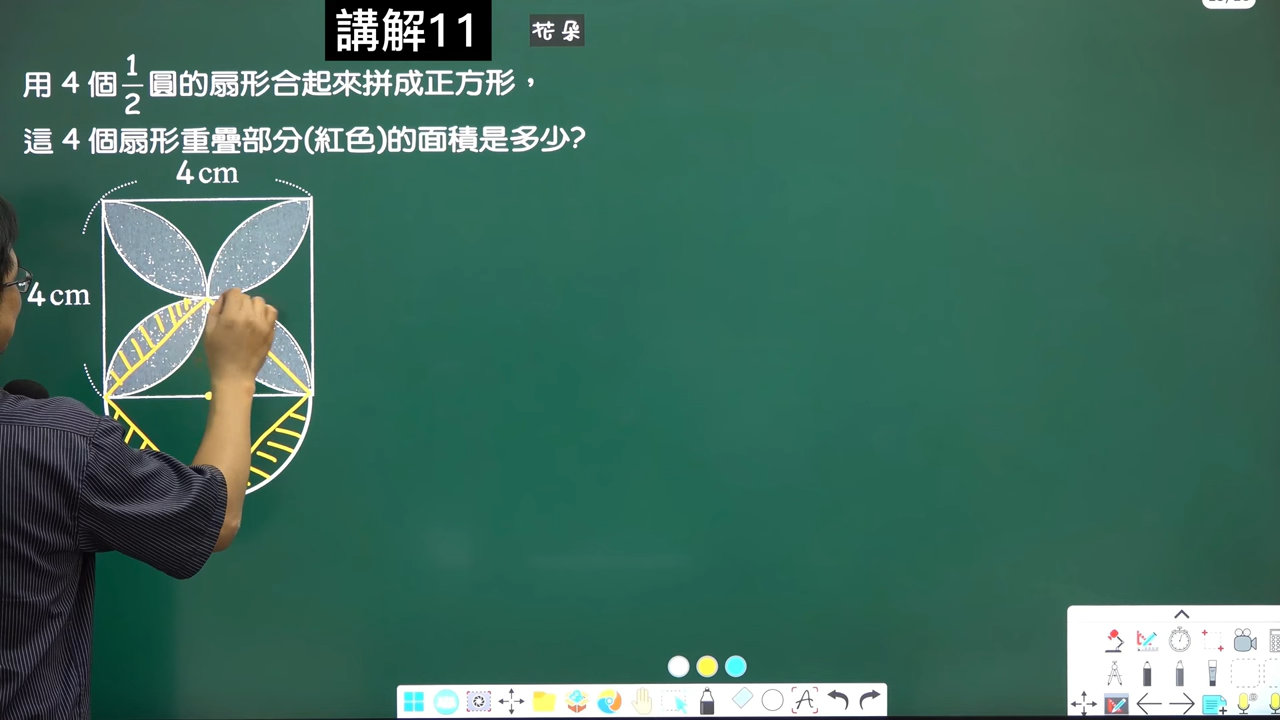 講解11
花朵
用 4 個 1/2 圓的扇形合起來拼成正方形，
這 4 個扇形重疊部分(紅色)的面積是多少?
4 cm
4 cm